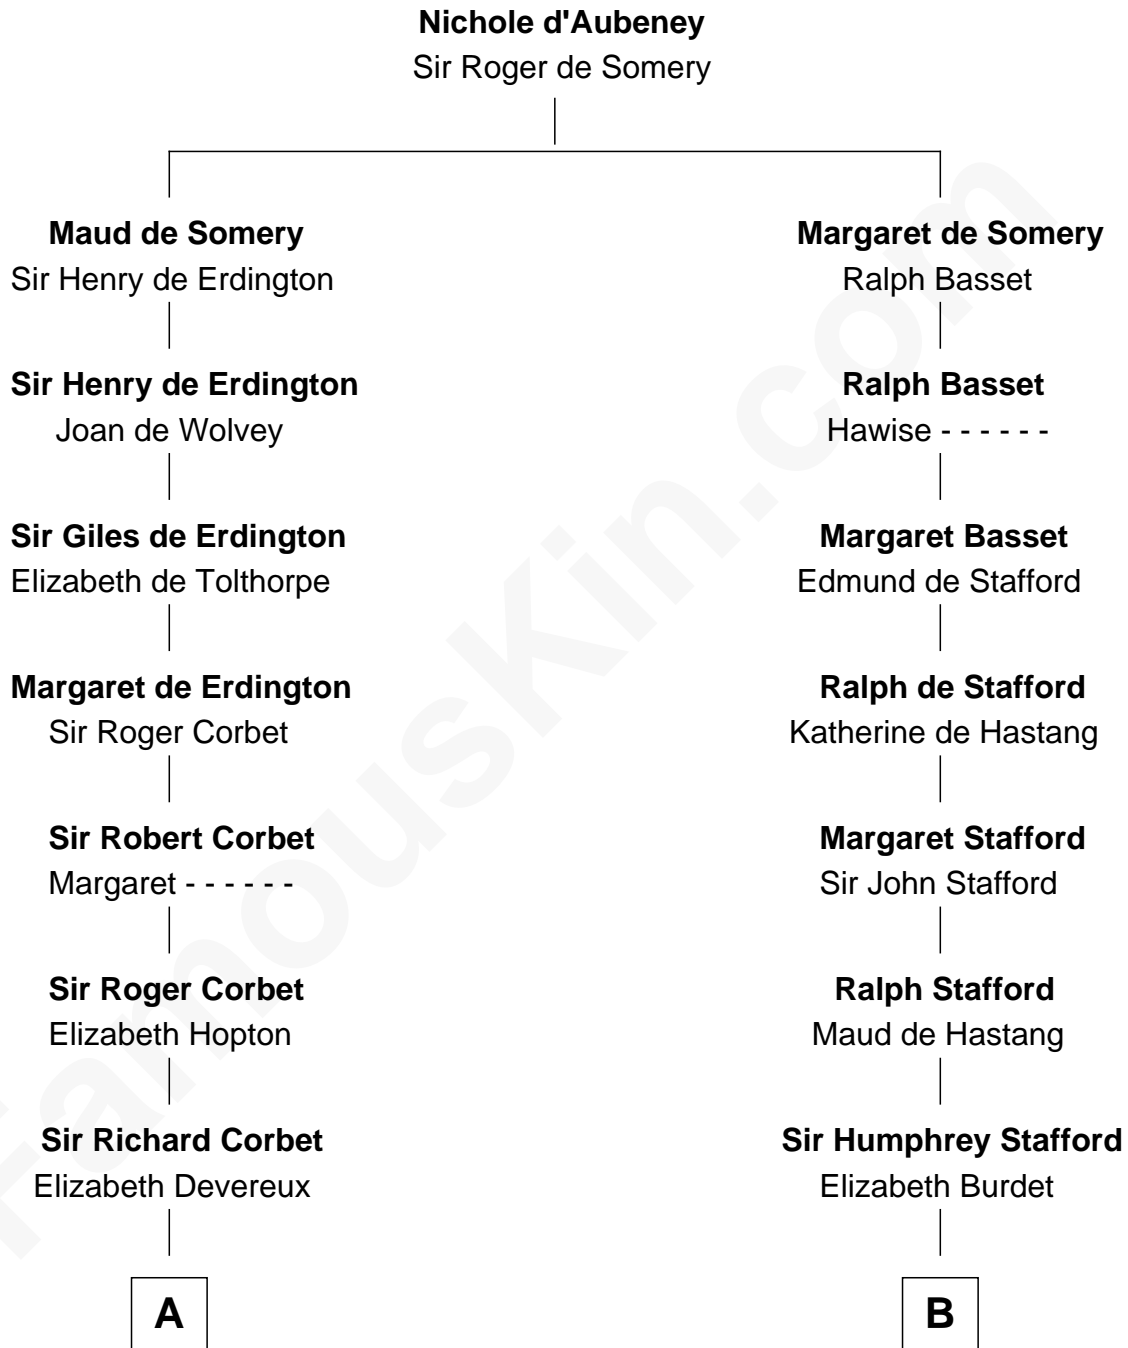 Nichole d'Aubeney
Sir Roger de Somery
Maud de Somery
Sir Henry de Erdington
Margaret de Somery
Ralph Basset
Sir Henry de Erdington
Joan de Wolvey
Ralph Basset
Hawise - - - - - -
Sir Giles de Erdington
Elizabeth de Tolthorpe
Margaret Basset
Edmund de Stafford
Margaret de Erdington
Sir Roger Corbet
Ralph de Stafford
Katherine de Hastang
Sir Robert Corbet
Margaret - - - - - -
Margaret Stafford
Sir John Stafford
Sir Roger Corbet
Elizabeth Hopton
Ralph Stafford
Maud de Hastang
Sir Richard Corbet
Elizabeth Devereux
Sir Humphrey Stafford
Elizabeth Burdet
A
B
FamousKin.com